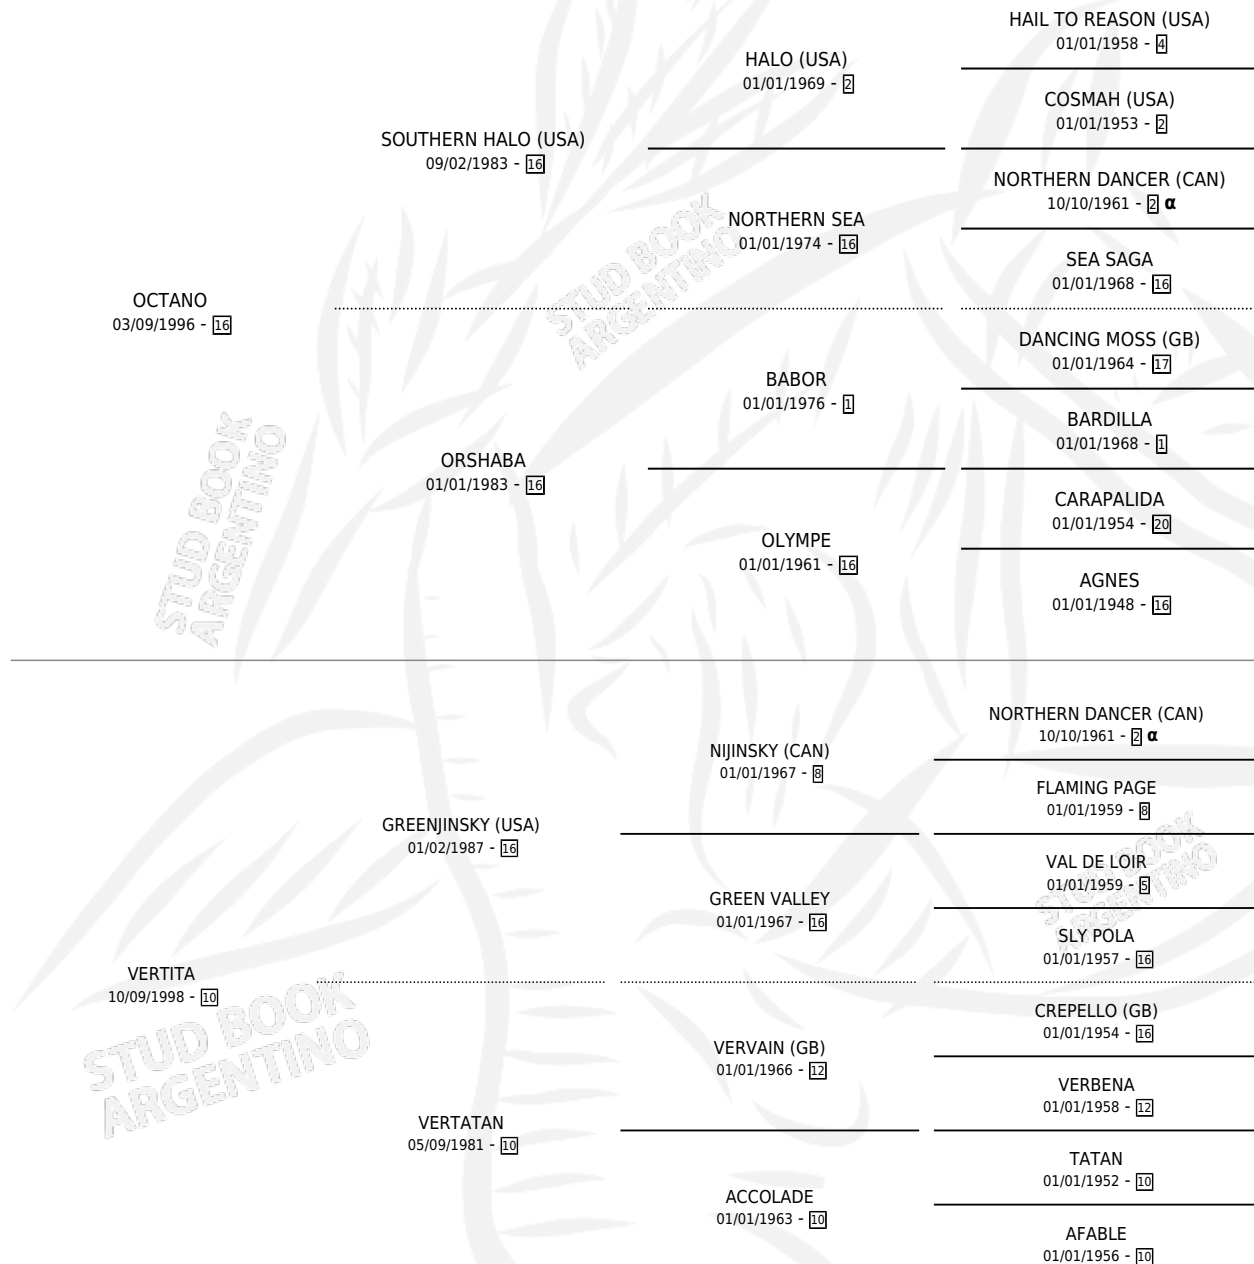 HAIL TO REASON (USA)
01/01/1958 - 4
HALO (USA)
01/01/1969 - 2
COSMAH (USA)
01/01/1953 - 2
SOUTHERN HALO (USA)
09/02/1983 - 16
NORTHERN DANCER (CAN)
10/10/1961 - 2 α
NORTHERN SEA
01/01/1974 - 16
SEA SAGA
01/01/1968 - 16
STUD BOOK
ARGENTINO
OCTANO
03/09/1996 - 16
DANCING MOSS (GB)
01/01/1964 - 17
BABOR
01/01/1976 - 1
BARDILLA
01/01/1968 - 1
ORSHABA
01/01/1983 - 16
CARAPALIDA
01/01/1954 - 20
OLYMPE
01/01/1961 - 16
AGNES
01/01/1948 - 16
STUD BOOK
ARGENTINO
NORTHERN DANCER (CAN)
10/10/1961 - 2 α
NIJINSKY (CAN)
01/01/1967 - 8
FLAMING PAGE
01/01/1959 - 8
GREENJINSKY (USA)
01/02/1987 - 16
VAL DE LOIR
01/01/1959 - 5
GREEN VALLEY
01/01/1967 - 16
SLY POLA
01/01/1957 - 16
STUD BOOK
ARGENTINO
VERTITA
10/09/1998 - 10
CREPELLO (GB)
01/01/1954 - 16
VERVAIN (GB)
01/01/1966 - 12
VERBENA
01/01/1958 - 12
STUD BOOK
ARGENTINO
VERTATAN
05/09/1981 - 10
TATAN
01/01/1952 - 10
ACCOLADE
01/01/1963 - 10
AFABLE
01/01/1956 - 10